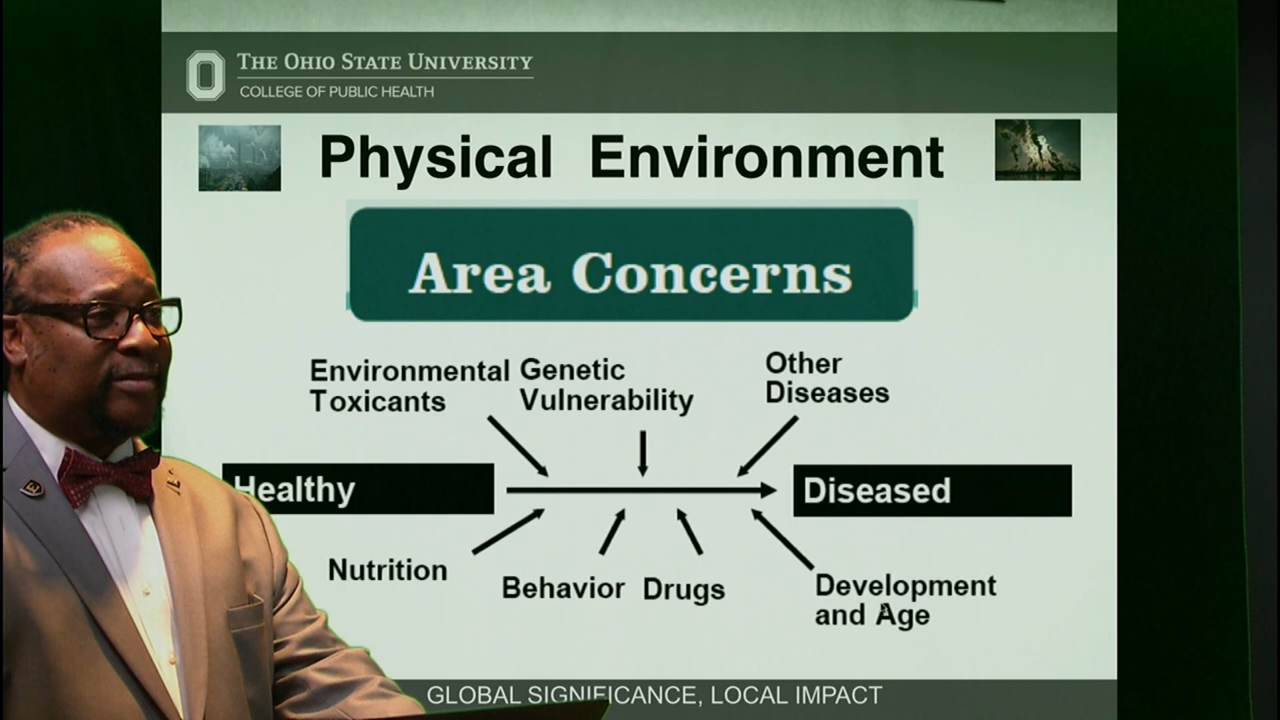 THE OHIO STATE UNIVERSITY
COLLEGE OF PUBLIC HEALTH
Physical Environment
Area Concerns
Environmental Toxicants
Genetic Vulnerability
Other
Diseases
Healthy
Diseased
Nutrition
Behavior
Drugs
Development
and Age
GLOBAL SIGNIFICANCE, LOCAL IMPACT